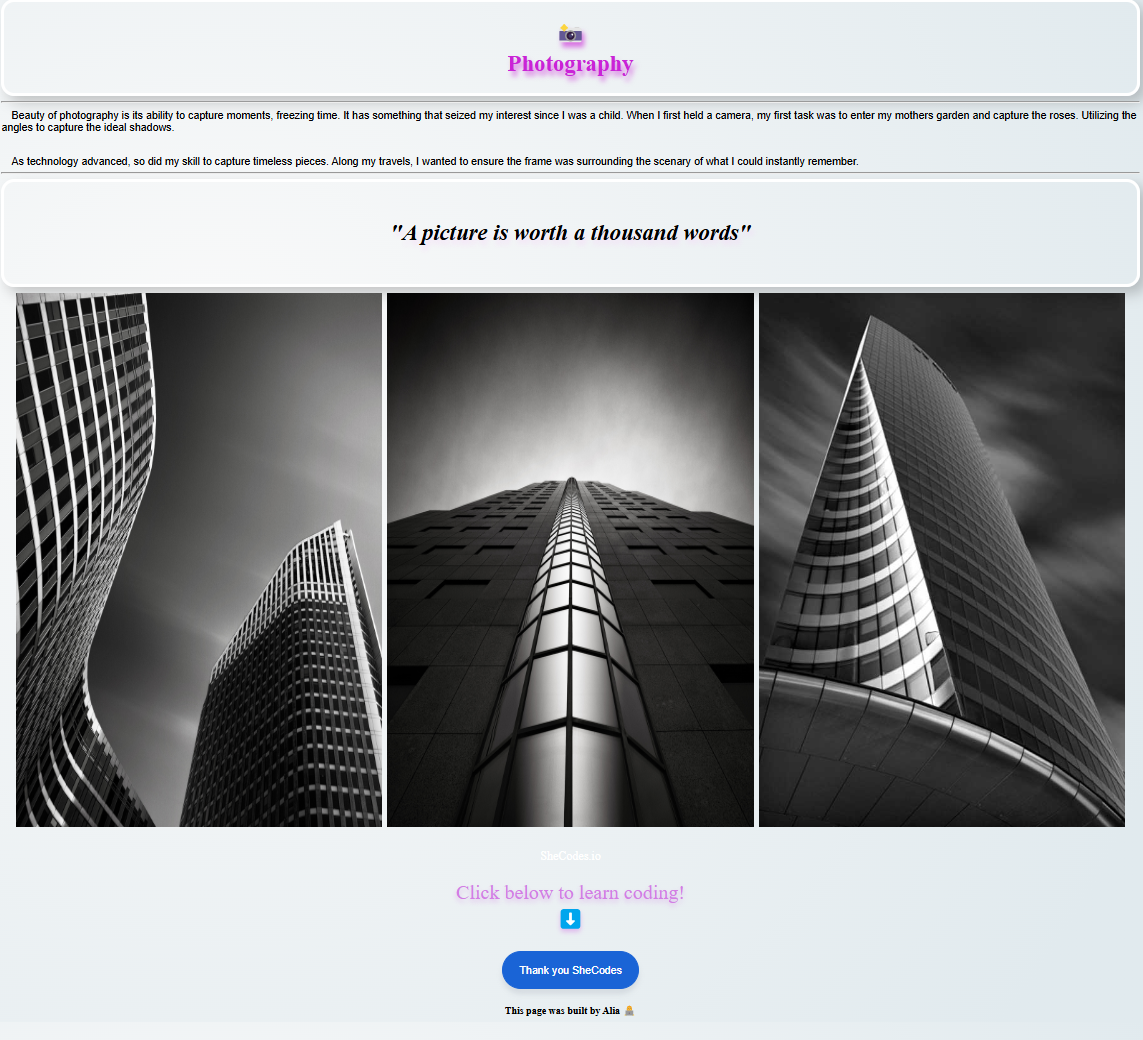 Photography
Beauty of photography is its ability to capture moments, freezing time. It has something that seized my interest since I was a child. When I first held a camera, my first task was to enter my mothers garden and capture the roses. Utilizing the
angles to capture the ideal shadows.
As technology advanced, so did my skill to capture timeless pieces. Along my travels, I wanted to ensure the frame was surrounding the scenary of what I could instantly remember.
"A picture is worth a thousand words"
SheCodes.io
Click below to learn coding!
Thank you SheCodes
This page was built by Alia